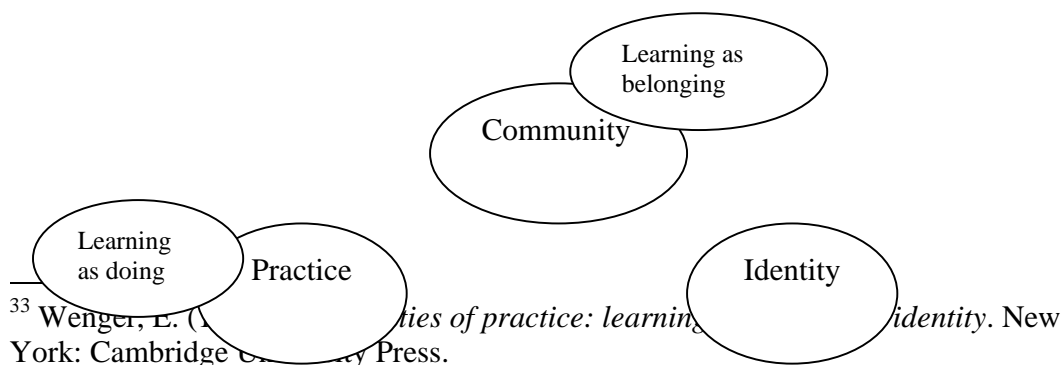 Learning as
belonging
Community
Learning
as doing
Practice
Identity
33 Wenger, E. ( of practice: learning identity. New
York: Cambridge Press.